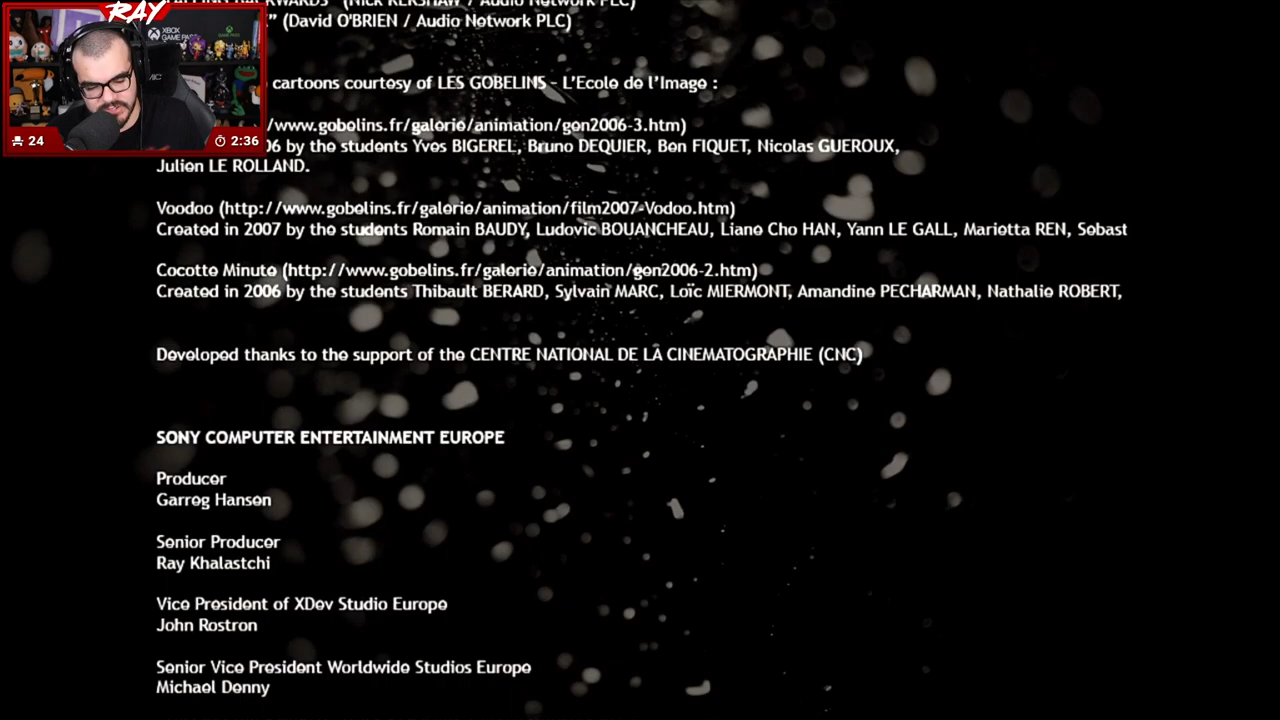 RAY
XBOX
GAME PASS
24
2:36
(Nick KERSHAW / Audio Network PLC)
(David O'BRIEN / Audio Network PLC)
cartoons courtesy of LES GOBELINS - L'Ecole de l'Image :
/www.gobelins.fr/galerie/animation/gen2006-3.htm)
06 by the students Yves BIGEREL, Bruno DEQUIER, Ben FIQUET, Nicolas GUEROUX,
Julien LE ROLLAND.
Voodoo (http://www.gobelins.fr/galerie/animation/film2007-Vodoo.htm)
Created in 2007 by the students Romain BAUDY, Ludovic BOUANCHEAU, Liane Cho HAN, Yann LE GALL, Marietta REN, Sebast
Cocotte Minute (http://www.gobelins.fr/galerie/animation/gen2006-2.htm)
Created in 2006 by the students Thibault BERARD, Sylvain MARC, Loïc MIERMONT, Amandine PECHARMAN, Nathalie ROBERT,
Developed thanks to the support of the CENTRE NATIONAL DE LA CINEMATOGRAPHIE (CNC)
SONY COMPUTER ENTERTAINMENT EUROPE
Producer
Garreg Hansen
Senior Producer
Ray Khalastchi
Vice President of XDev Studio Europe
John Rostron
Senior Vice President Worldwide Studios Europe
Michael Denny